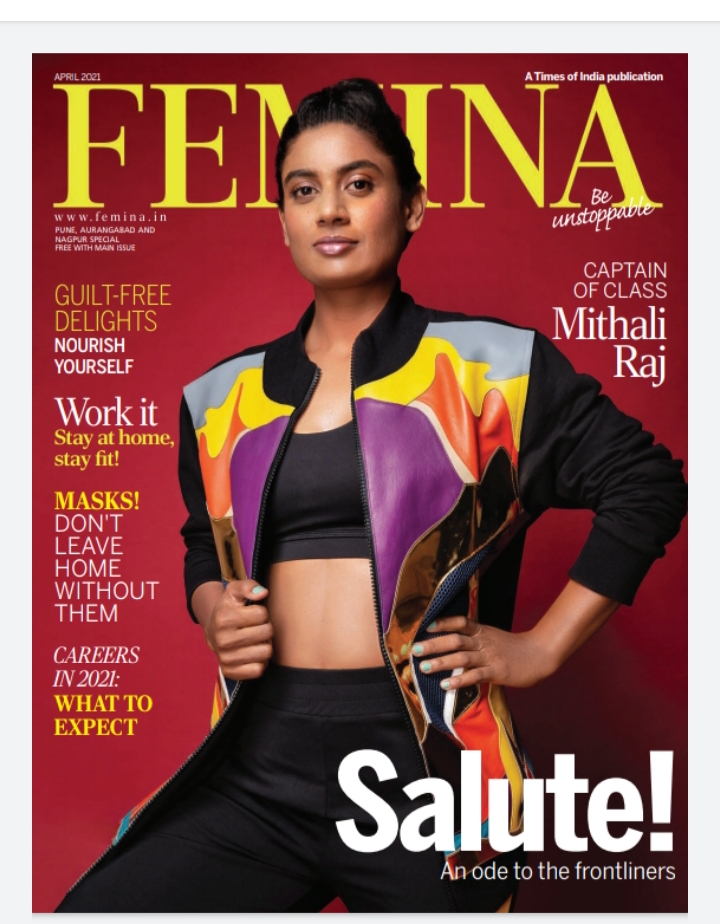 APRIL 2021
A Times of India publication
FEMINA
Be
unstoppable
www.femina.in
PUNE, AURANGABAD AND
NAGPUR SPECIAL
FREE WITH MAIN ISSUE
CAPTAIN
OF CLASS
Mithali
Raj
GUILT-FREE
DELIGHTS
NOURISH
YOURSELF
Work it
Stay at home,
stay fit!
MASKS!
DON'T
LEAVE
HOME
WITHOUT
THEM
CAREERS
IN 2021:
WHAT TO
EXPECT
Salute!
An ode to the frontliners